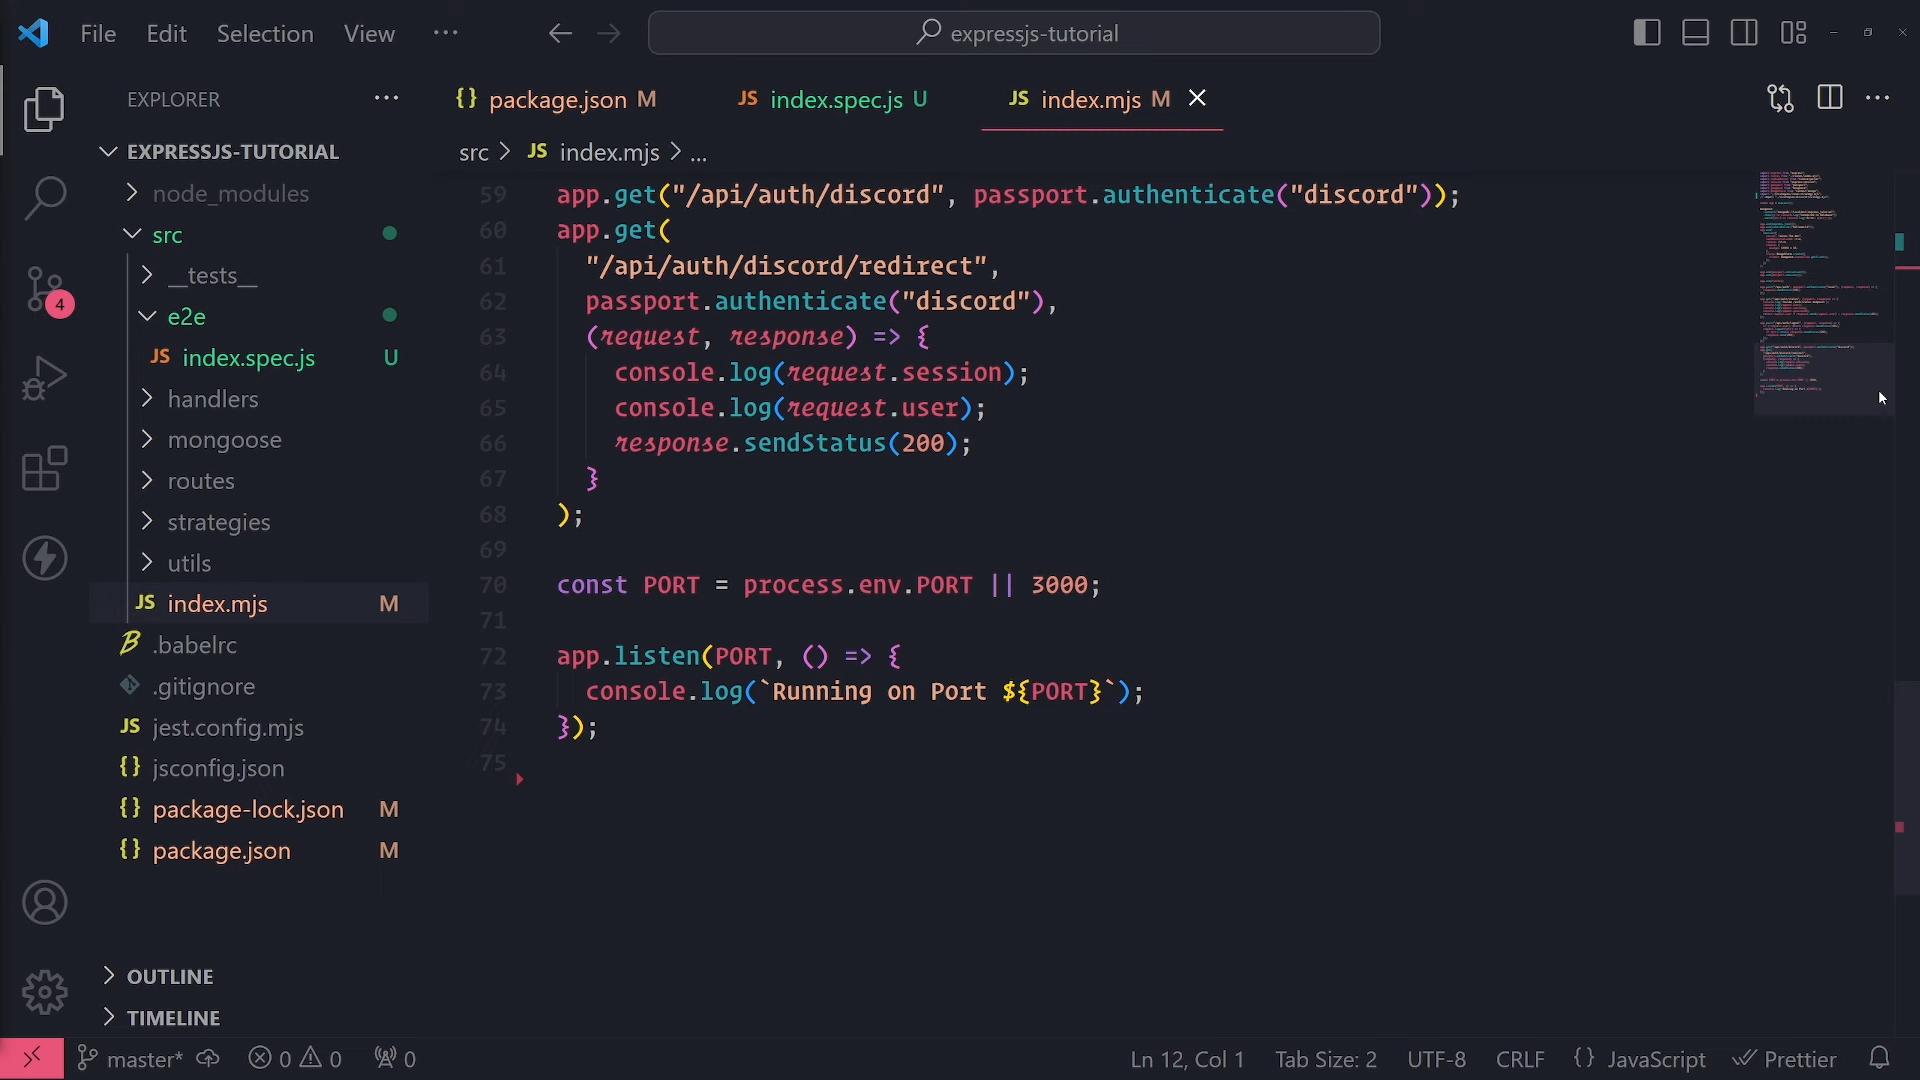 File Edit Selection View ... expressjs-tutorial
EXPLORER ...
EXPRESSJS-TUTORIAL
node_modules
src
__tests__
e2e
JS index.spec.js U
handlers
mongoose
routes
strategies
utils
JS index.mjs M
.babelrc
.gitignore
JS jest.config.mjs
{} jsconfig.json
{} package-lock.json M
{} package.json M
OUTLINE
TIMELINE
4
{} package.json M JS index.spec.js U JS index.mjs M
src > JS index.mjs > ...
59 app.get("/api/auth/discord", passport.authenticate("discord"));
60 app.get(
61 "/api/auth/discord/redirect",
62 passport.authenticate("discord"),
63 (request, response) => {
64 console.log(request.session);
65 console.log(request.user);
66 response.sendStatus(200);
67 }
68 );
69
70 const PORT = process.env.PORT || 3000;
71
72 app.listen(PORT, () => {
73 console.log(`Running on Port ${PORT}`);
74 });
75
master* 0 0 0 Ln 12, Col 1 Tab Size: 2 UTF-8 CRLF {} JavaScript Prettier